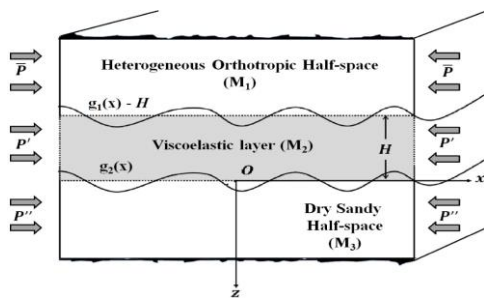 Heterogeneous Orthotropic Half-space
(M₁)
P̅
P̅
g₁(x) - H
P'
Viscoelastic layer (M₂)
H
P'
g₂(x)
O
x
P''
Dry Sandy
Half-space
(M₃)
P''
z